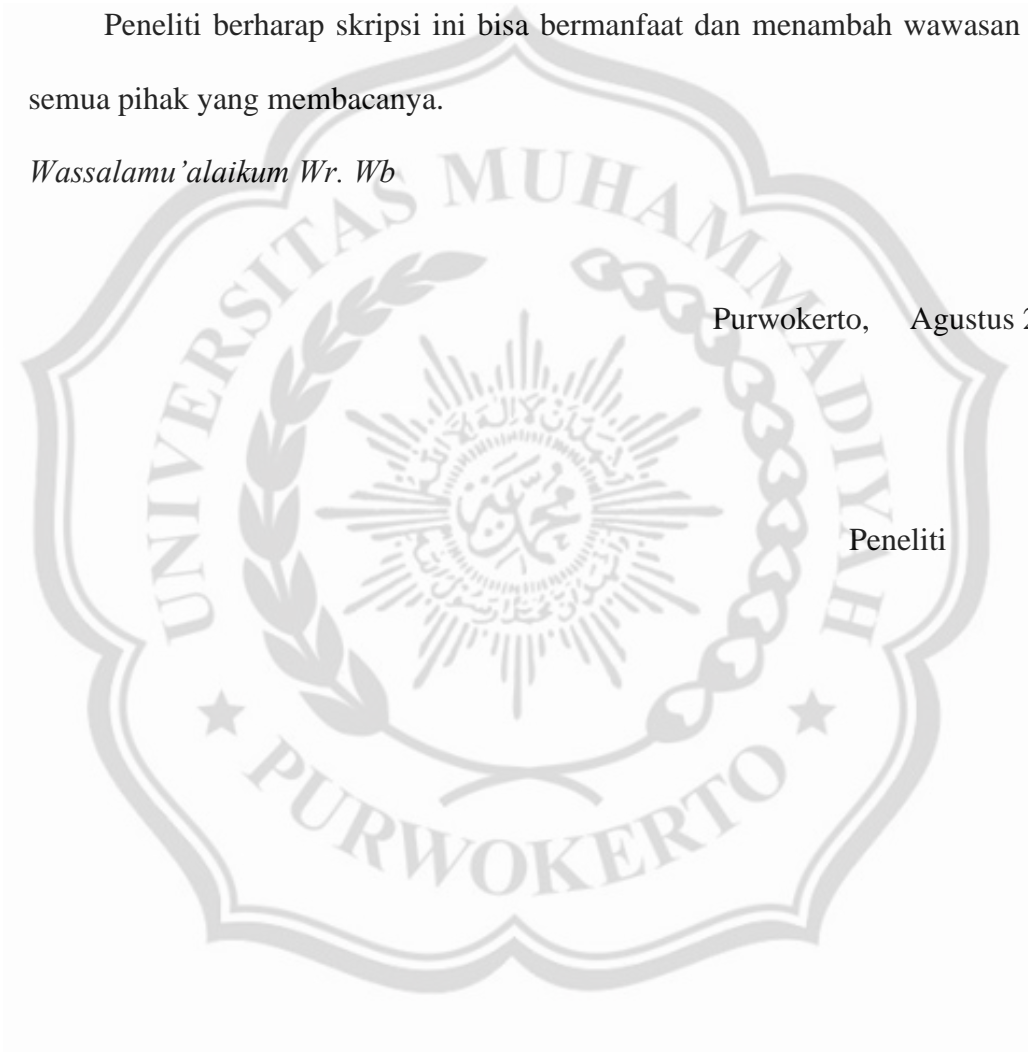 Peneliti berharap skripsi ini bisa bermanfaat dan menambah wawasan
semua pihak yang membacanya.
Wassalamu’alaikum Wr. Wb
UNIVERSITAS MUHAMMADIYAH
Purwokerto, Agustus 2
Peneliti
PURWOKERTO